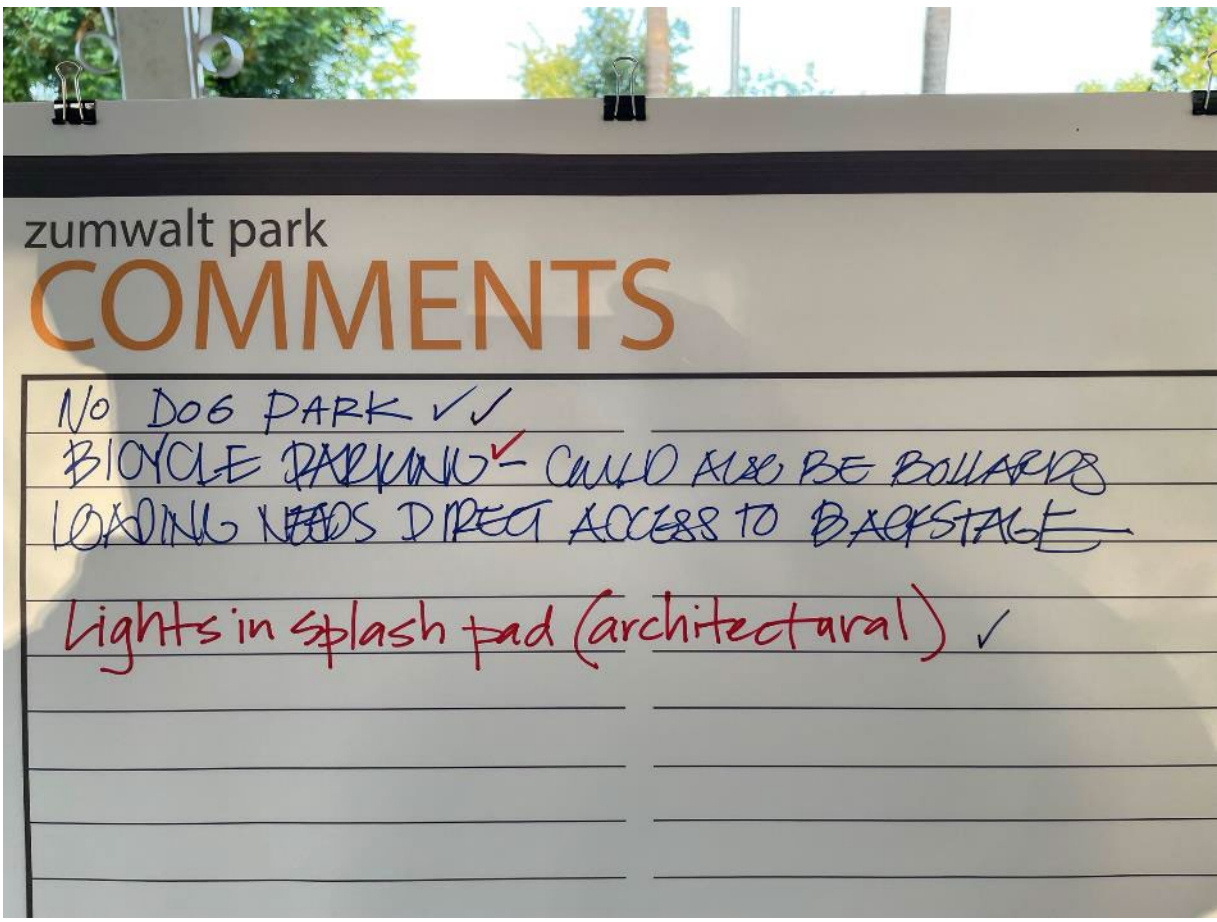 zumwalt park
COMMENTS
NO DOG PARK ✓✓
BICYCLE PARKING ✓ - COULD ALSO BE BOLLARDS
LOADING NEEDS DIRECT ACCESS TO BACKSTAGE
Lights in splash pad (architectural) ✓